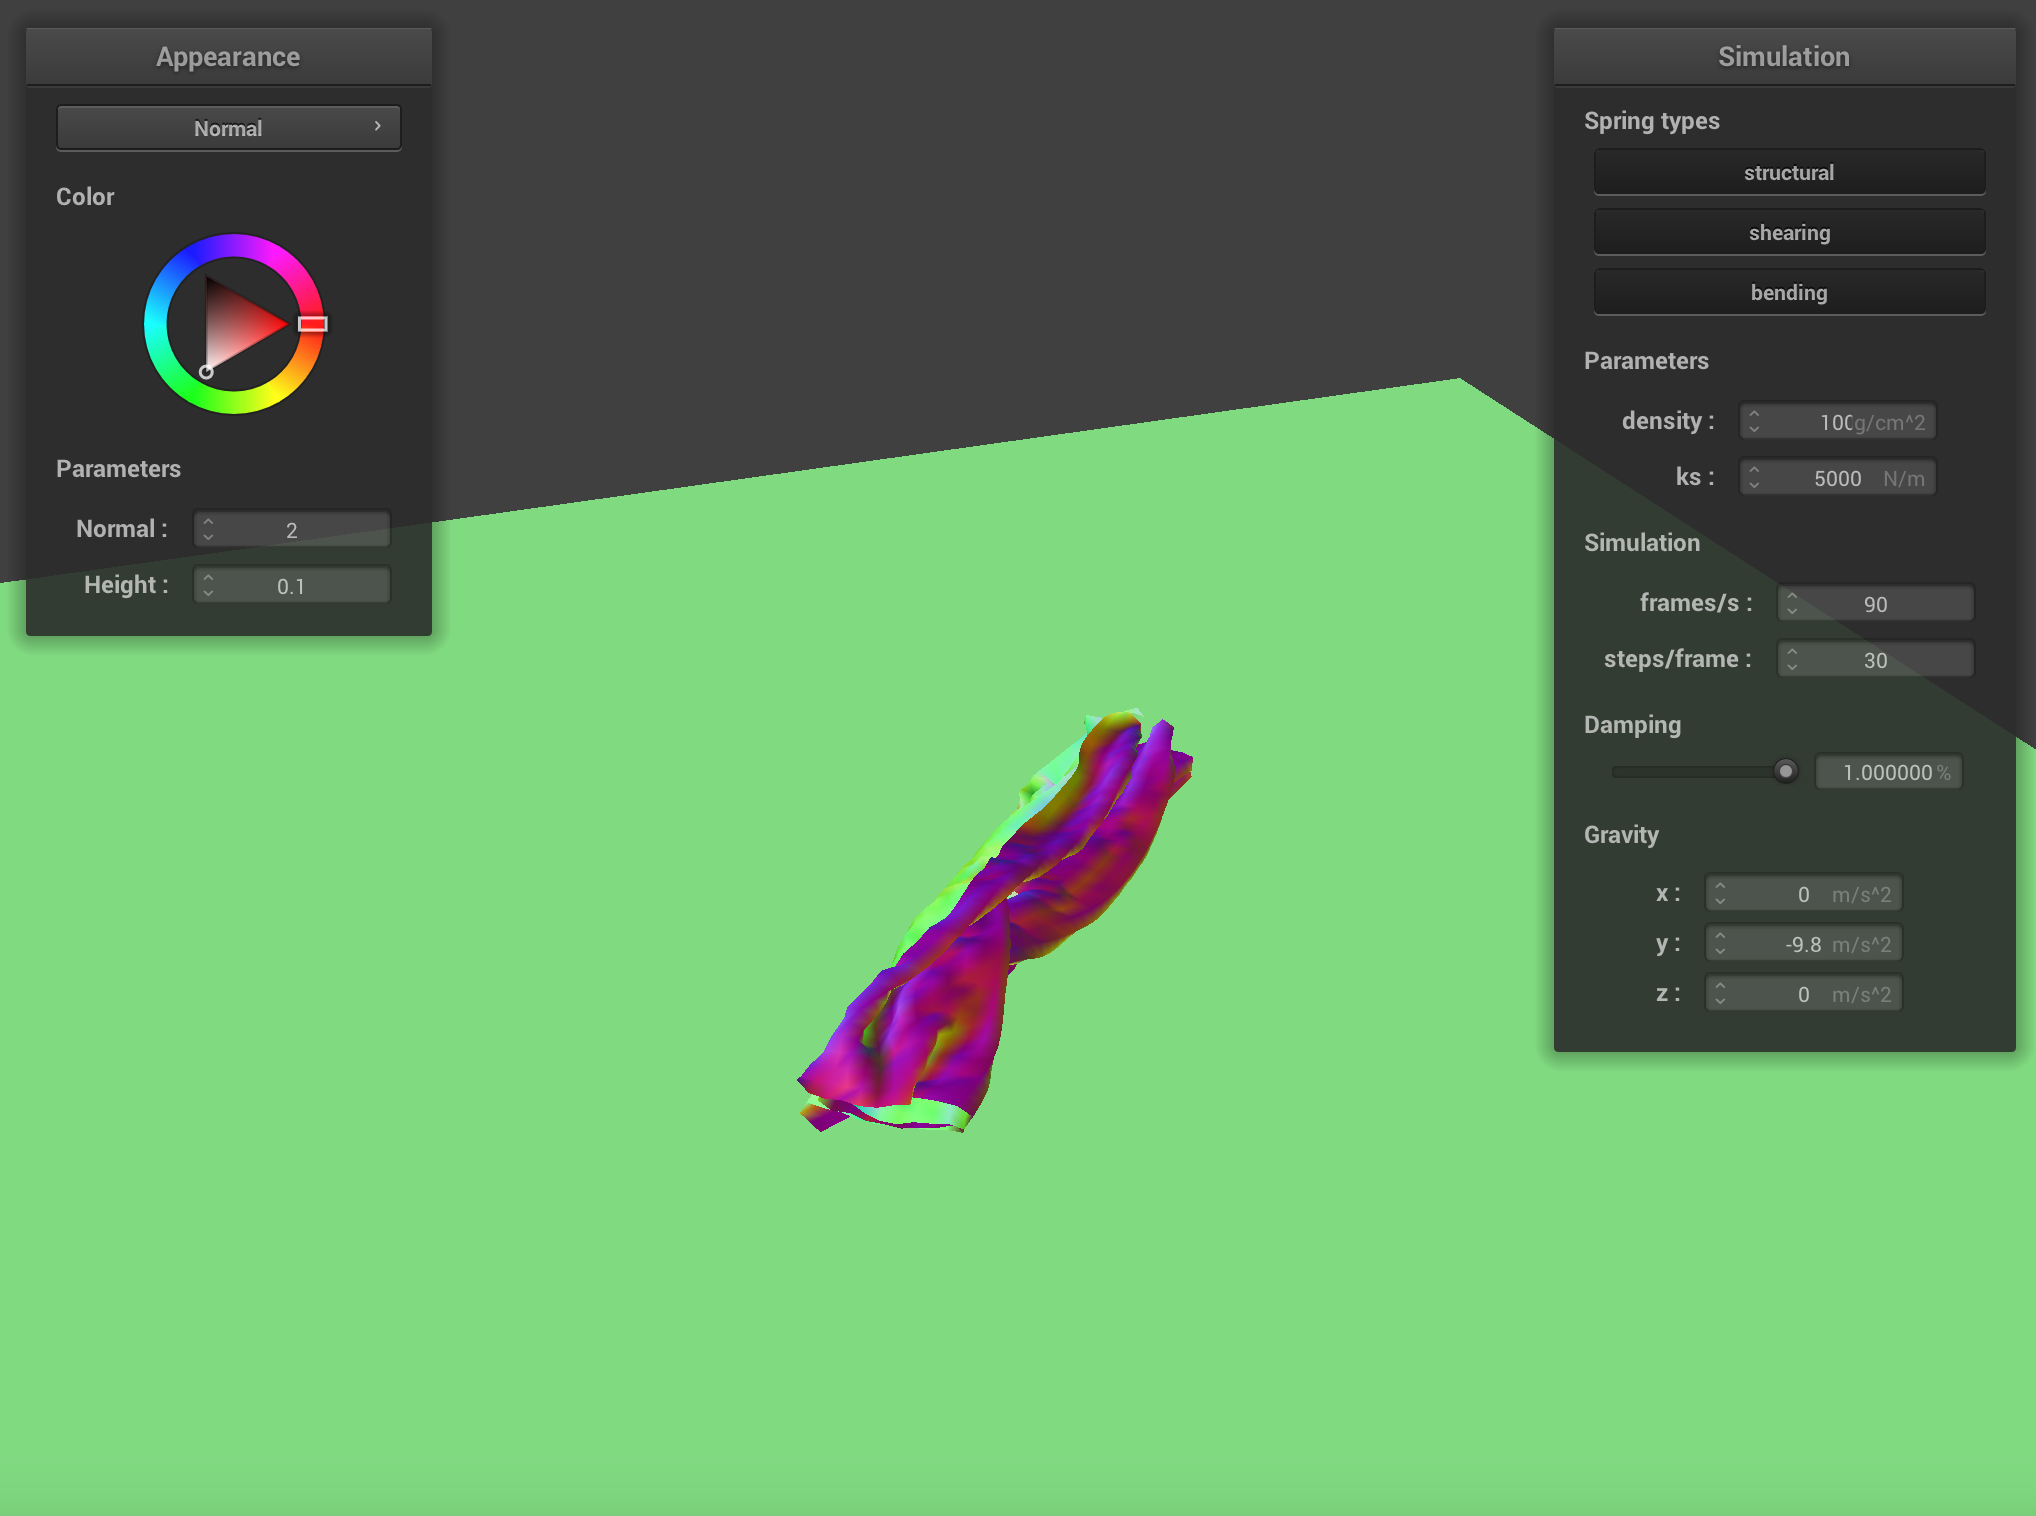 Appearance
Normal
Color
Parameters
Normal : 2
Height : 0.1
Simulation
Spring types
structural
shearing
bending
Parameters
density : 100 g/cm^2
ks : 5000 N/m
Simulation
frames/s : 90
steps/frame : 30
Damping
1.000000 %
Gravity
x : 0 m/s^2
y : -9.8 m/s^2
z : 0 m/s^2